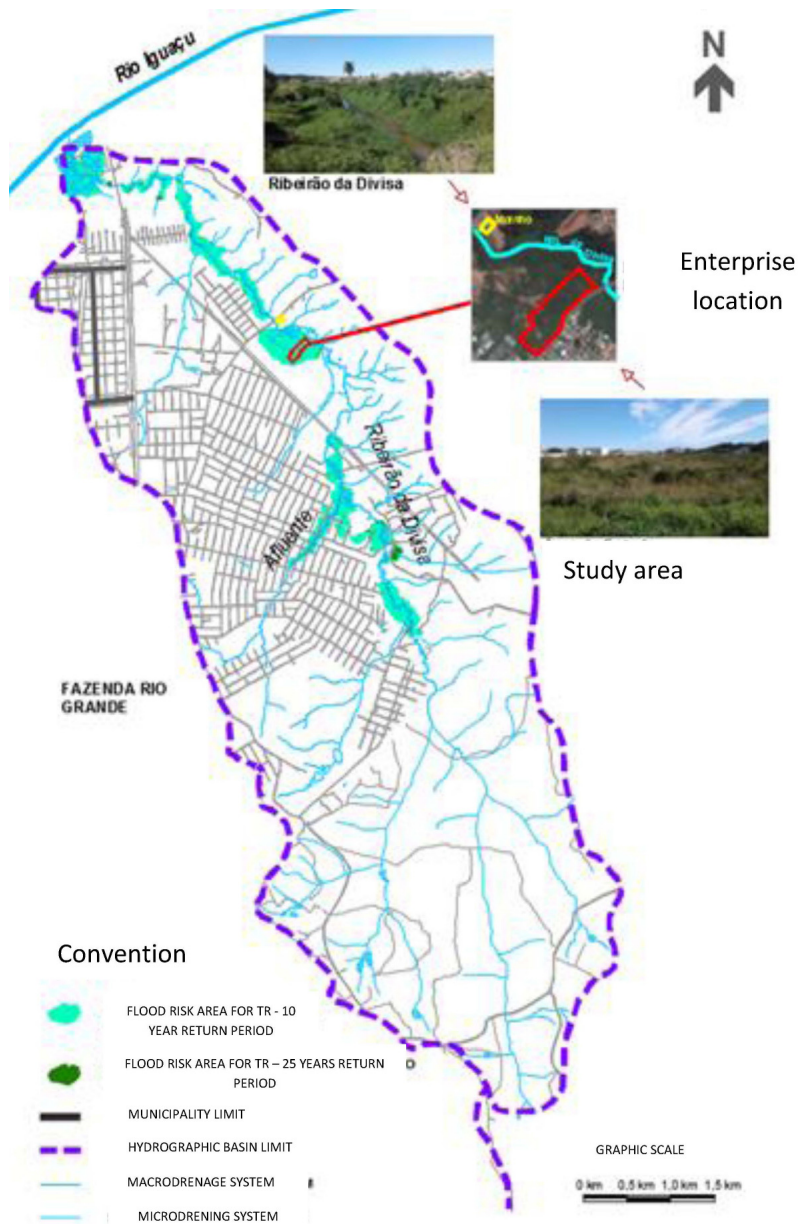 Rio Iguaçu
N
Ribeirão da Divisa
Enterprise
location
Ribeirão da Divisa
Afluente
Study area
FAZENDA RIO
GRANDE
Convention
FLOOD RISK AREA FOR TR - 10
YEAR RETURN PERIOD
FLOOD RISK AREA FOR TR – 25 YEARS RETURN
PERIOD
MUNICIPALITY LIMIT
HYDROGRAPHIC BASIN LIMIT
MACRODRENAGE SYSTEM
MICRODRENING SYSTEM
GRAPHIC SCALE
0 km 0,5 km 1,0 km 1,5 km